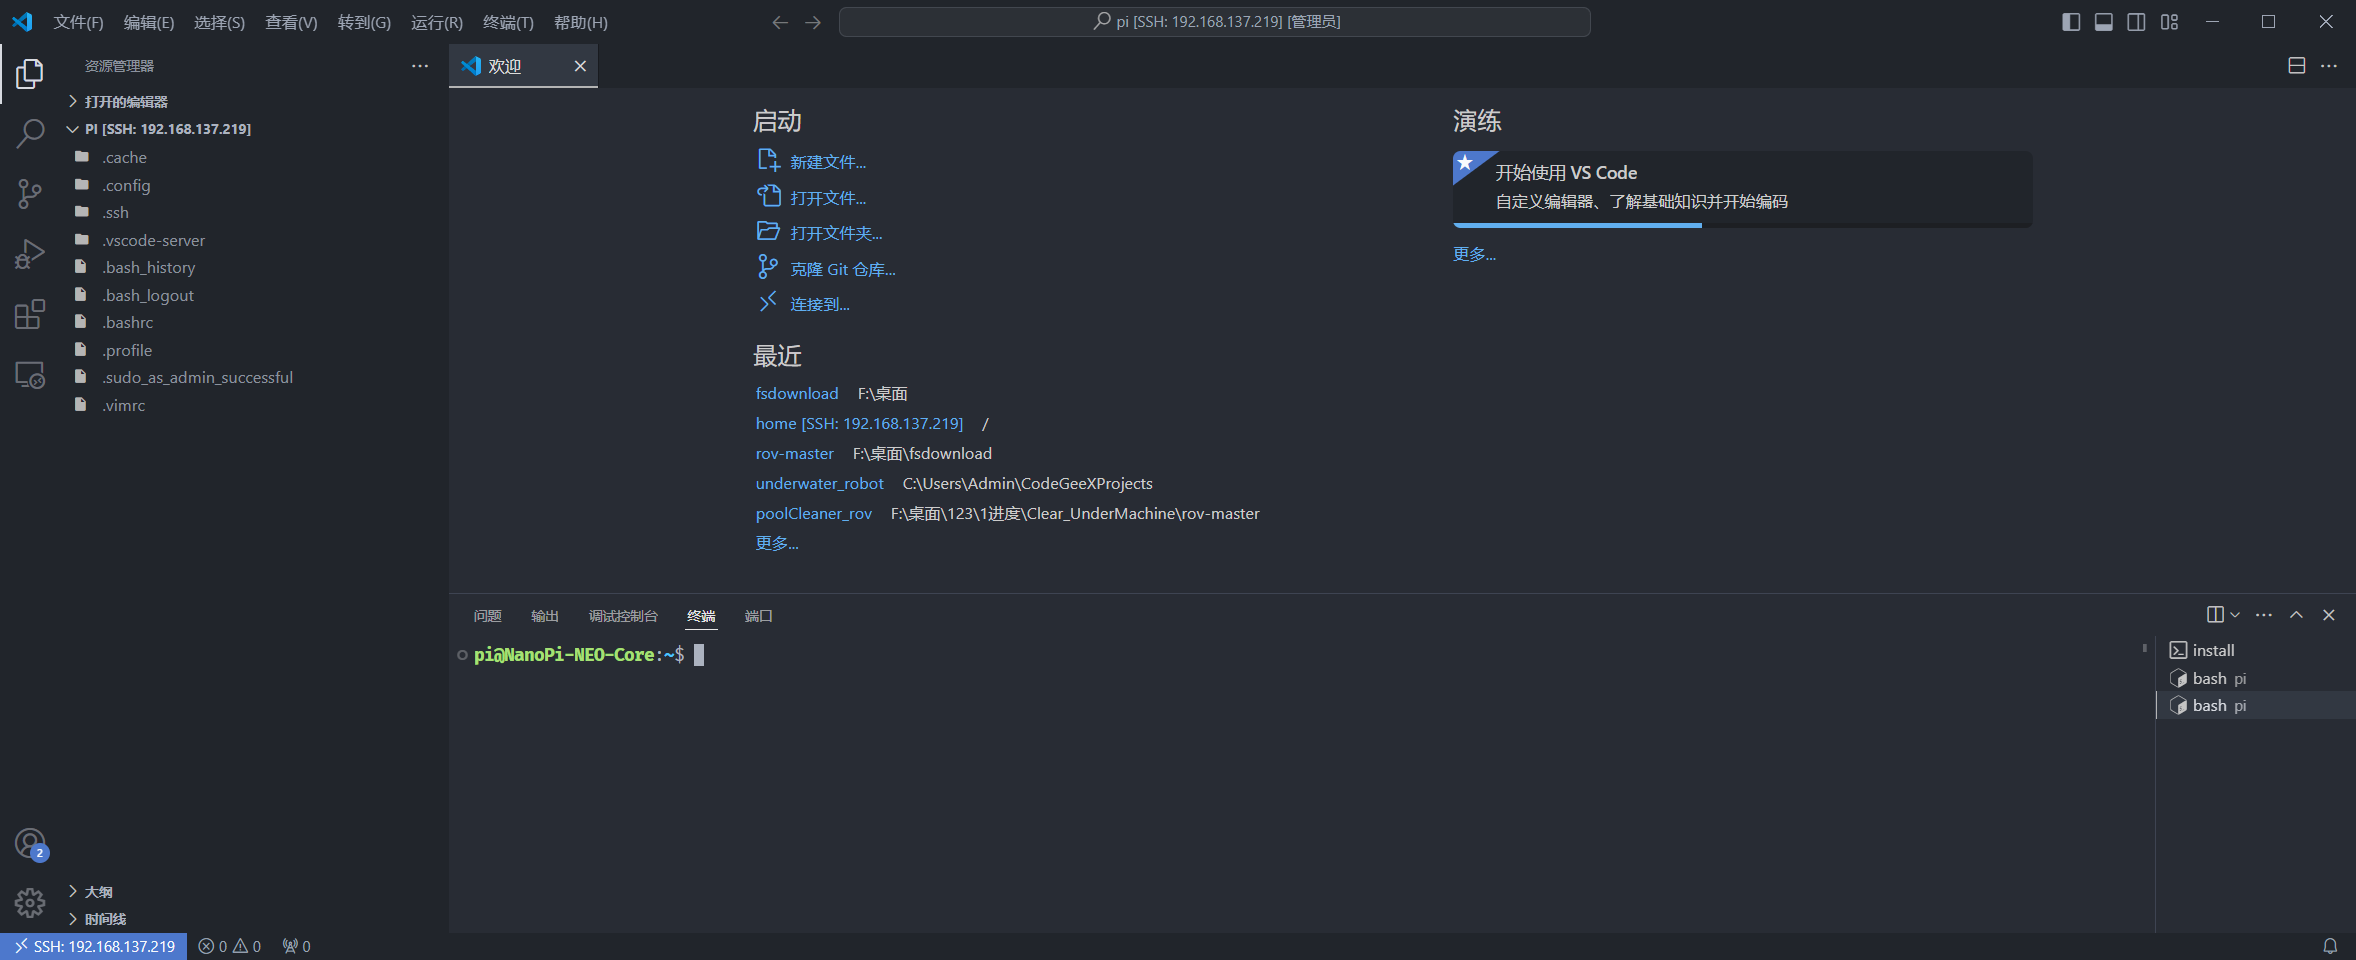 文件(F) 编辑(E) 选择(S) 查看(V) 转到(G) 运行(R) 终端(T) 帮助(H)
pi [SSH: 192.168.137.219] [管理员]
资源管理器
打开的编辑器
PI [SSH: 192.168.137.219]
.cache
.config
.ssh
.vscode-server
.bash_history
.bash_logout
.bashrc
.profile
.sudo_as_admin_successful
.vimrc
2
大纲
时间线
欢迎
启动
新建文件...
打开文件...
打开文件夹...
克隆 Git 仓库...
连接到...
最近
fsdownload F:\桌面
home [SSH: 192.168.137.219] /
rov-master F:\桌面\fsdownload
underwater_robot C:\Users\Admin\CodeGeeXProjects
poolCleaner_rov F:\桌面\123\1进度\Clear_UnderMachine\rov-master
更多...
演练
开始使用 VS Code
自定义编辑器、了解基础知识并开始编码
更多...
问题 输出 调试控制台 终端 端口
pi@NanoPi-NEO-Core:~$
install
bash pi
bash pi
SSH: 192.168.137.219 0 0 0